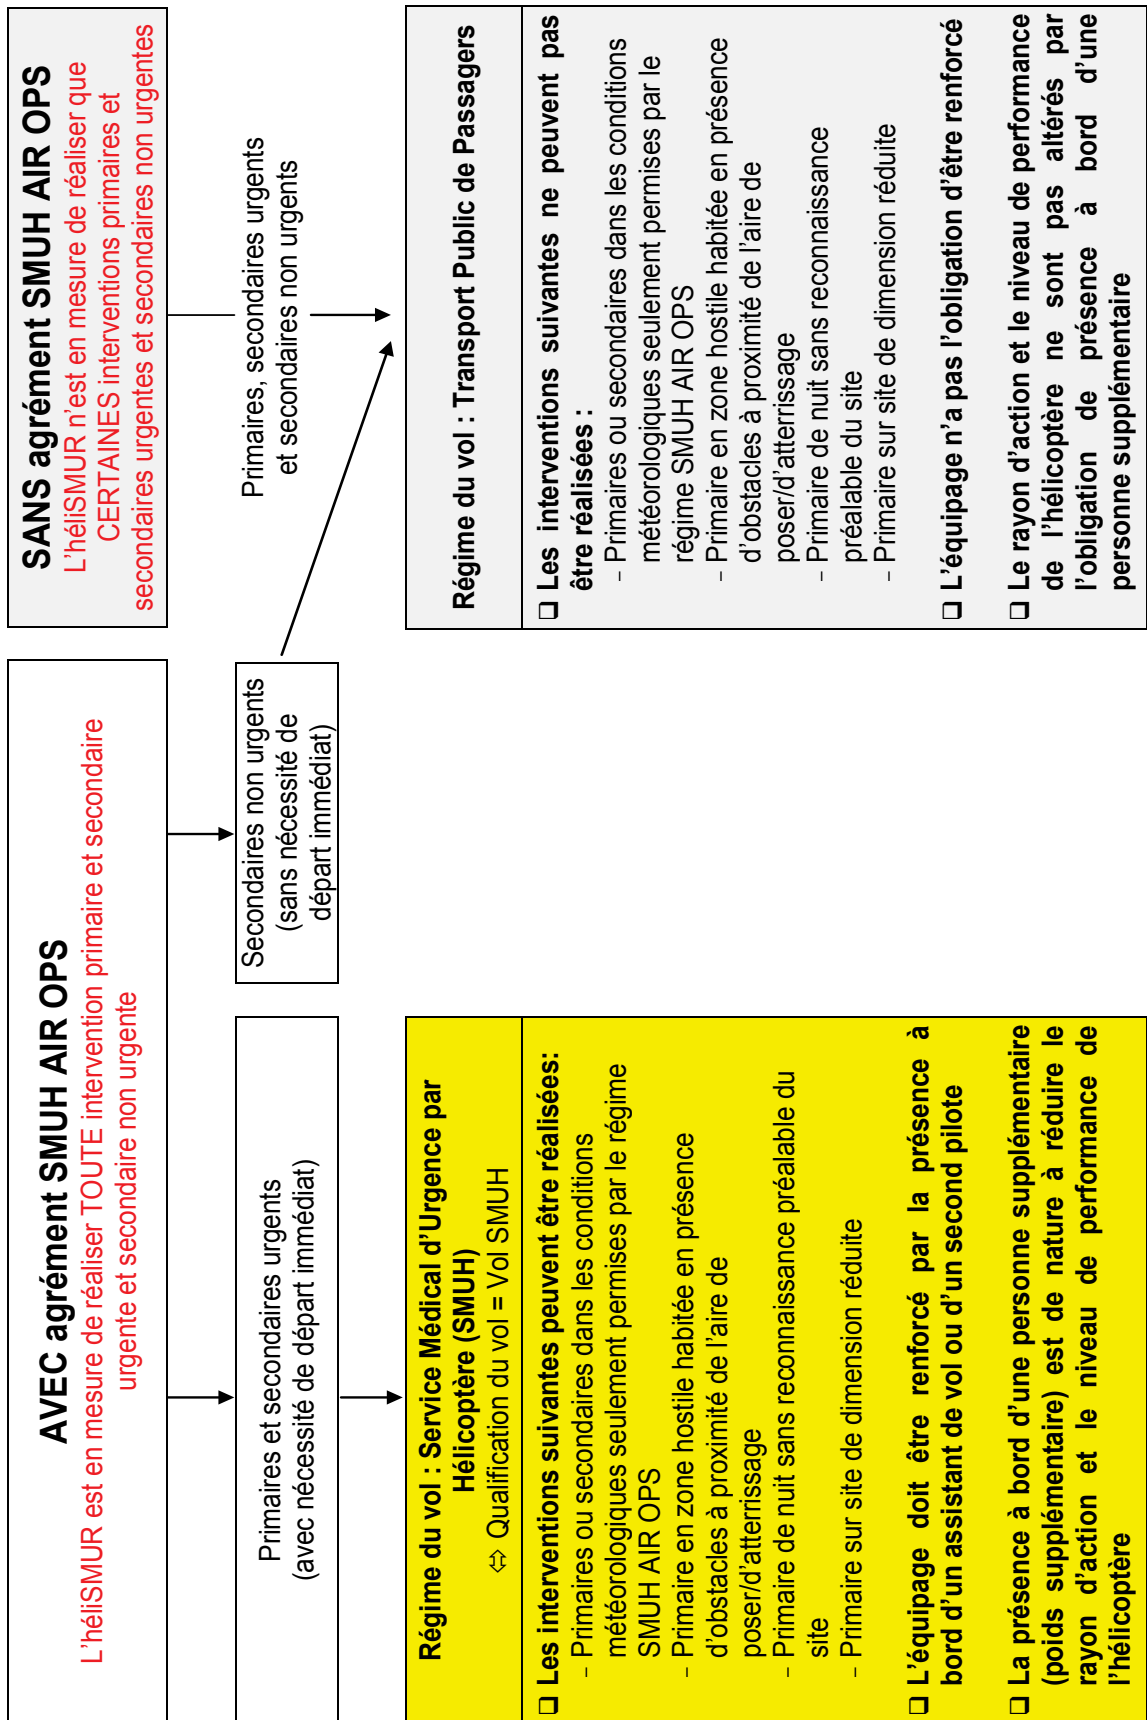 AVEC agrément SMUH AIR OPS
L'héliSMUR est en mesure de réaliser TOUTE intervention primaire et secondaire
urgente et secondaire non urgente
SANS agrément SMUH AIR OPS
L'héliSMUR n'est en mesure de réaliser que
CERTAINES interventions primaires et
secondaires urgentes et secondaires non urgentes
Primaires et secondaires urgents
(avec nécessité de départ immédiat)
Secondaires non urgents
(sans nécessité de
départ immédiat)
Primaires, secondaires urgents
et secondaires non urgents
Régime du vol : Service Médical d'Urgence par
Hélicoptère (SMUH)
⇔ Qualification du vol = Vol SMUH
❑ Les interventions suivantes peuvent être réalisées:
- Primaires ou secondaires dans les conditions
météorologiques seulement permises par le régime
SMUH AIR OPS
- Primaire en zone hostile habitée en présence
d'obstacles à proximité de l'aire de
poser/d'atterrissage
- Primaire de nuit sans reconnaissance préalable du
site
- Primaire sur site de dimension réduite
❑ L'équipage doit être renforcé par la présence à
bord d'un assistant de vol ou d'un second pilote
❑ La présence à bord d'une personne supplémentaire
(poids supplémentaire) est de nature à réduire le
rayon d'action et le niveau de performance de
l'hélicoptère
Régime du vol : Transport Public de Passagers
❑ Les interventions suivantes ne peuvent pas
être réalisées :
- Primaires ou secondaires dans les conditions
météorologiques seulement permises par le
régime SMUH AIR OPS
- Primaire en zone hostile habitée en présence
d'obstacles à proximité de l'aire de
poser/d'atterrissage
- Primaire de nuit sans reconnaissance
préalable du site
- Primaire sur site de dimension réduite
❑ L'équipage n'a pas l'obligation d'être renforcé
❑ Le rayon d'action et le niveau de performance
de l'hélicoptère ne sont pas altérés par
l'obligation de présence à bord d'une
personne supplémentaire